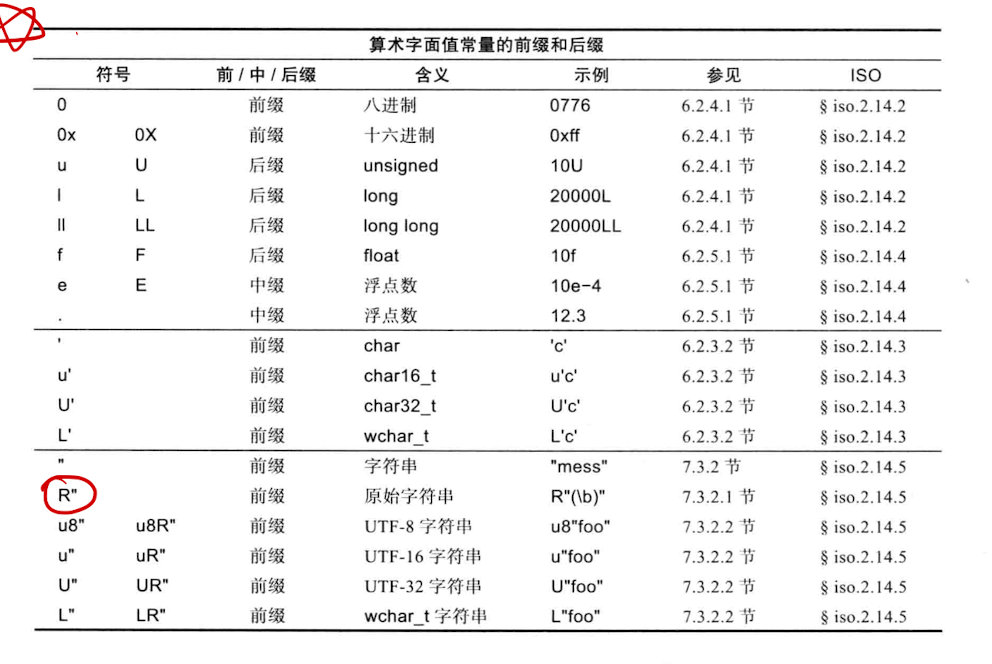 算术字面值常量的前缀和后缀
符号 前 / 中 / 后缀 含义 示例 参见 ISO
0 前缀 八进制 0776 6.2.4.1 节 § iso.2.14.2
0x 0X 前缀 十六进制 0xff 6.2.4.1 节 § iso.2.14.2
u U 后缀 unsigned 10U 6.2.4.1 节 § iso.2.14.2
l L 后缀 long 20000L 6.2.4.1 节 § iso.2.14.2
ll LL 后缀 long long 20000LL 6.2.4.1 节 § iso.2.14.2
f F 后缀 float 10f 6.2.5.1 节 § iso.2.14.4
e E 中缀 浮点数 10e−4 6.2.5.1 节 § iso.2.14.4
. 中缀 浮点数 12.3 6.2.5.1 节 § iso.2.14.4
' 前缀 char 'c' 6.2.3.2 节 § iso.2.14.3
u' 前缀 char16_t u'c' 6.2.3.2 节 § iso.2.14.3
U' 前缀 char32_t U'c' 6.2.3.2 节 § iso.2.14.3
L' 前缀 wchar_t L'c' 6.2.3.2 节 § iso.2.14.3
" 前缀 字符串 "mess" 7.3.2 节 § iso.2.14.5
R" 前缀 原始字符串 R"(\b)" 7.3.2.1 节 § iso.2.14.5
u8" u8R" 前缀 UTF-8 字符串 u8"foo" 7.3.2.2 节 § iso.2.14.5
u" uR" 前缀 UTF-16 字符串 u"foo" 7.3.2.2 节 § iso.2.14.5
U" UR" 前缀 UTF-32 字符串 U"foo" 7.3.2.2 节 § iso.2.14.5
L" LR" 前缀 wchar_t 字符串 L"foo" 7.3.2.2 节 § iso.2.14.5